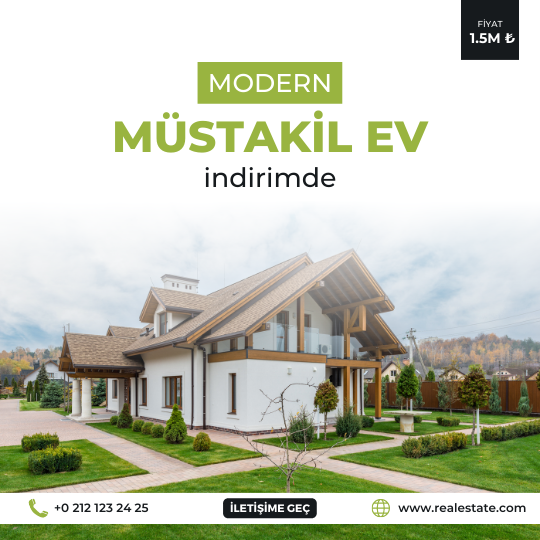 FİYAT
1.5M ₺
MODERN
MÜSTAKİL EV
indirimde
+0 212 123 24 25
İLETİŞİME GEÇ
www.realestate.com